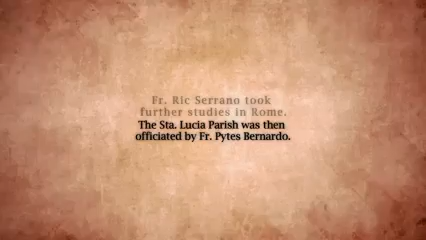 Fr. Ric Serrano took
further studies in Rome.
The Sta. Lucia Parish was then
officiated by Fr. Pytes Bernardo.